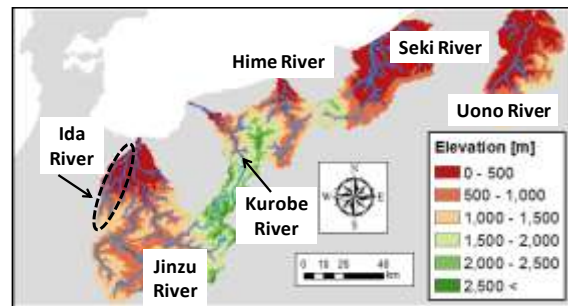 Seki River
Hime River
Uono River
Ida
River
Kurobe
River
Jinzu
River
N
W
E
S
0 10 20 40
km
Elevation [m]
0 - 500
500 - 1,000
1,000 - 1,500
1,500 - 2,000
2,000 - 2,500
2,500 <